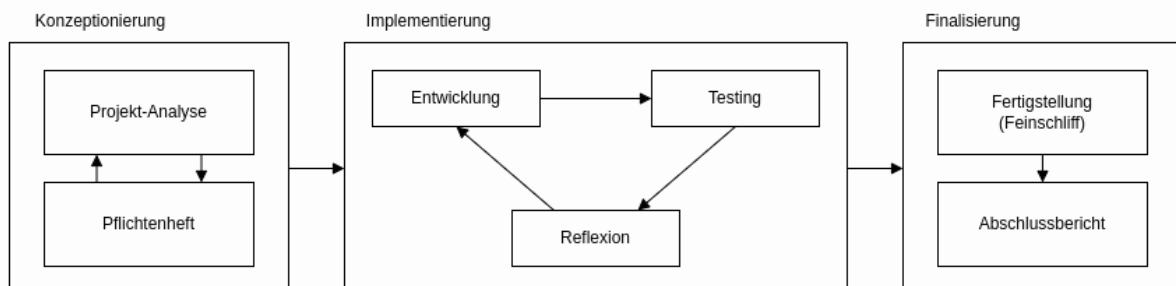 Konzeptionierung
Projekt-Analyse
Pflichtenheft
Implementierung
Entwicklung
Testing
Reflexion
Finalisierung
Fertigstellung
(Feinschliff)
Abschlussbericht